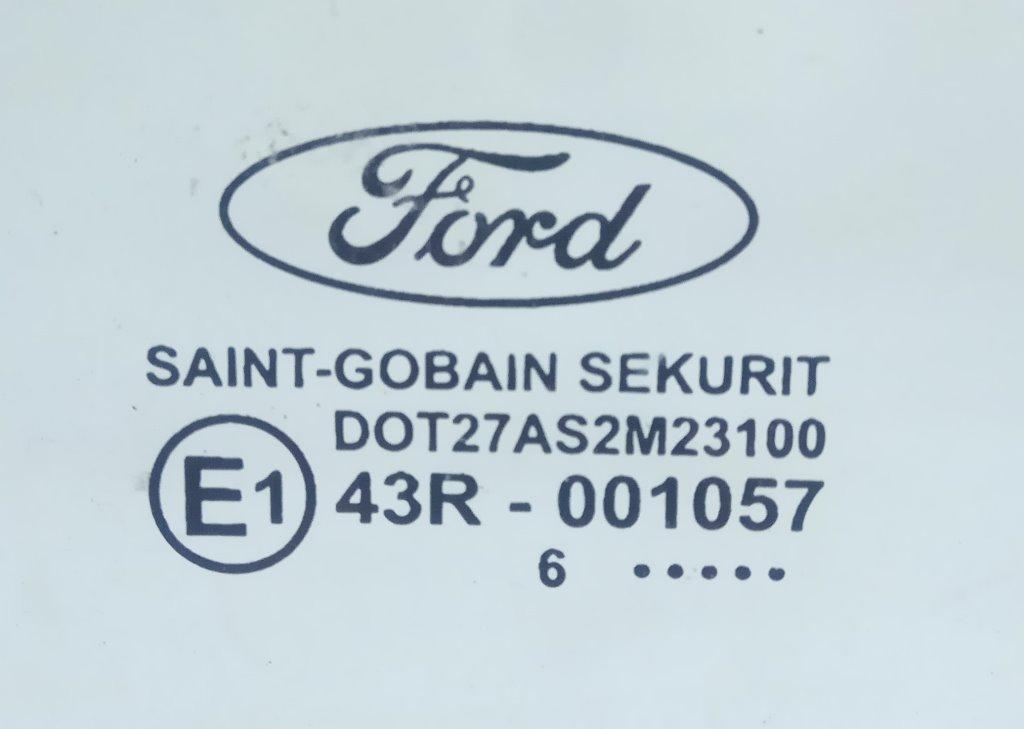 Ford
SAINT-GOBAIN SEKURIT
DOT27AS2M23100
E1 43R - 001057
6 •••••